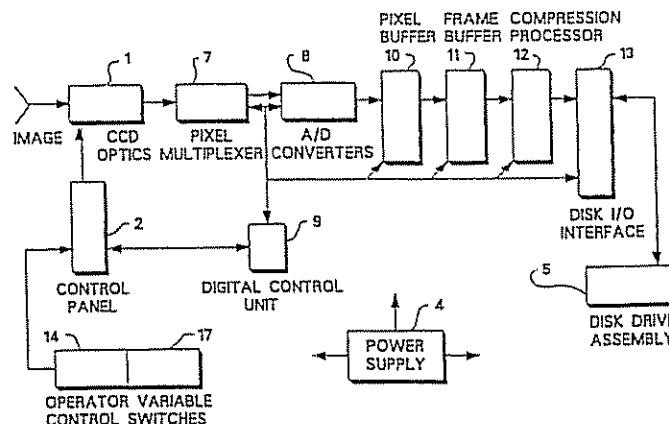 PIXEL FRAME COMPRESSION
BUFFER BUFFER PROCESSOR
1
7
8
10
11
12
13
IMAGE
CCD
OPTICS
PIXEL
MULTIPLEXER
A/D
CONVERTERS
DISK I/O
INTERFACE
2
9
CONTROL
PANEL
DIGITAL CONTROL
UNIT
5
DISK DRIVE
ASSEMBLY
14
17
4
POWER
SUPPLY
OPERATOR VARIABLE
CONTROL SWITCHES